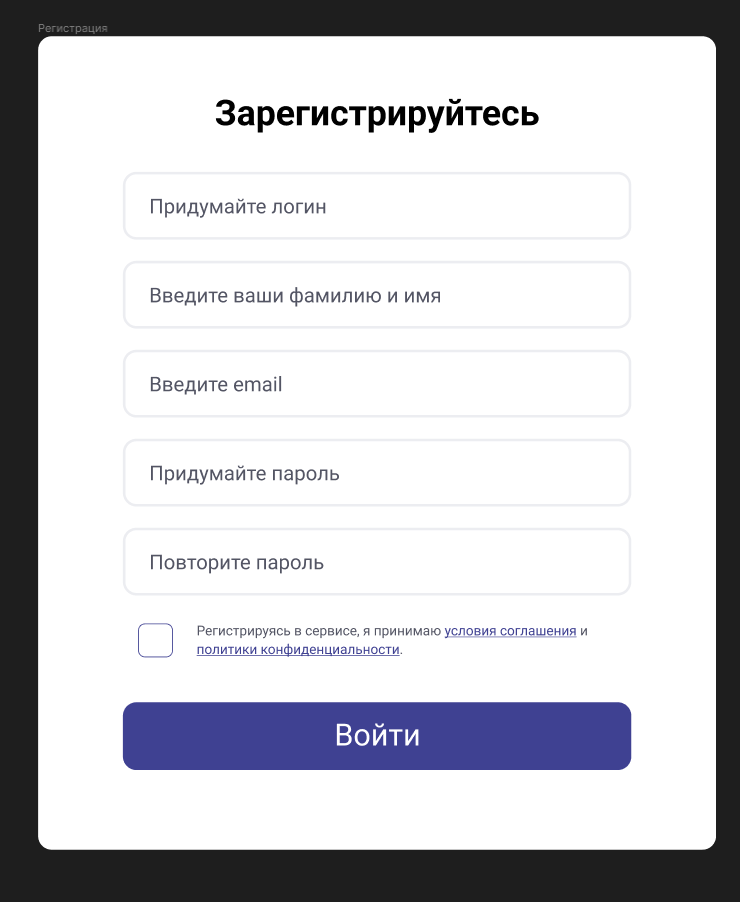 Регистрация
Зарегистрируйтесь
Придумайте логин
Введите ваши фамилию и имя
Введите email
Придумайте пароль
Повторите пароль
Регистрируясь в сервисе, я принимаю условия соглашения и
политики конфиденциальности.
Войти